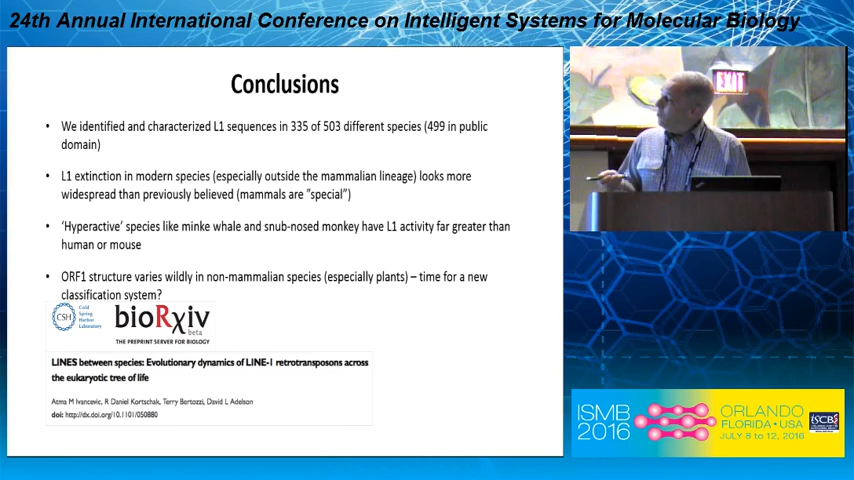 24th Annual International Conference on Intelligent Systems for Molecular Biology
Conclusions
• We identified and characterized L1 sequences in 335 of 503 different species (499 in public
domain)
• L1 extinction in modern species (especially outside the mammalian lineage) looks more
widespread than previously believed (mammals are "special")
• 'Hyperactive' species like minke whale and snub-nosed monkey have L1 activity far greater than
human or mouse
• ORF1 structure varies wildly in non-mammalian species (especially plants) – time for a new
classification system?
CSH
Cold
Spring
Harbor
Laboratory
bioRxiv
beta
THE PREPRINT SERVER FOR BIOLOGY
LINES between species: Evolutionary dynamics of LINE-1 retrotransposons across
the eukaryotic tree of life
Atma M Ivancevic, R Daniel Kortschak, Terry Bertozzi, David L Adelson
doi: http://dx.doi.org/10.1101/050880
EXIT
ISMB
2016
ORLANDO
FLORIDA • USA
JULY 8 to 12, 2016
ISCB